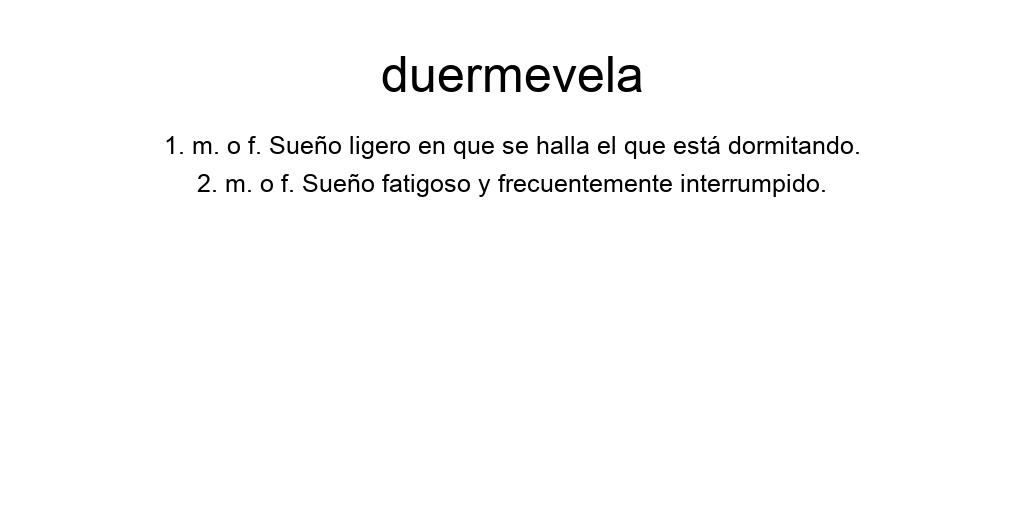 duermevela
1. m. o f. Sueño ligero en que se halla el que está dormitando.
2. m. o f. Sueño fatigoso y frecuentemente interrumpido.